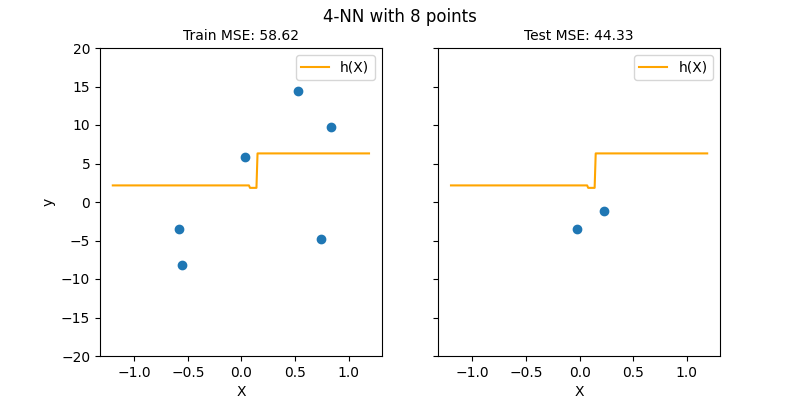 4-NN with 8 points
Train MSE: 58.62
Test MSE: 44.33
20
15
10
5
0
−5
−10
−15
−20
y
h(X)
h(X)
−1.0 −0.5 0.0 0.5 1.0
−1.0 −0.5 0.0 0.5 1.0
X
X